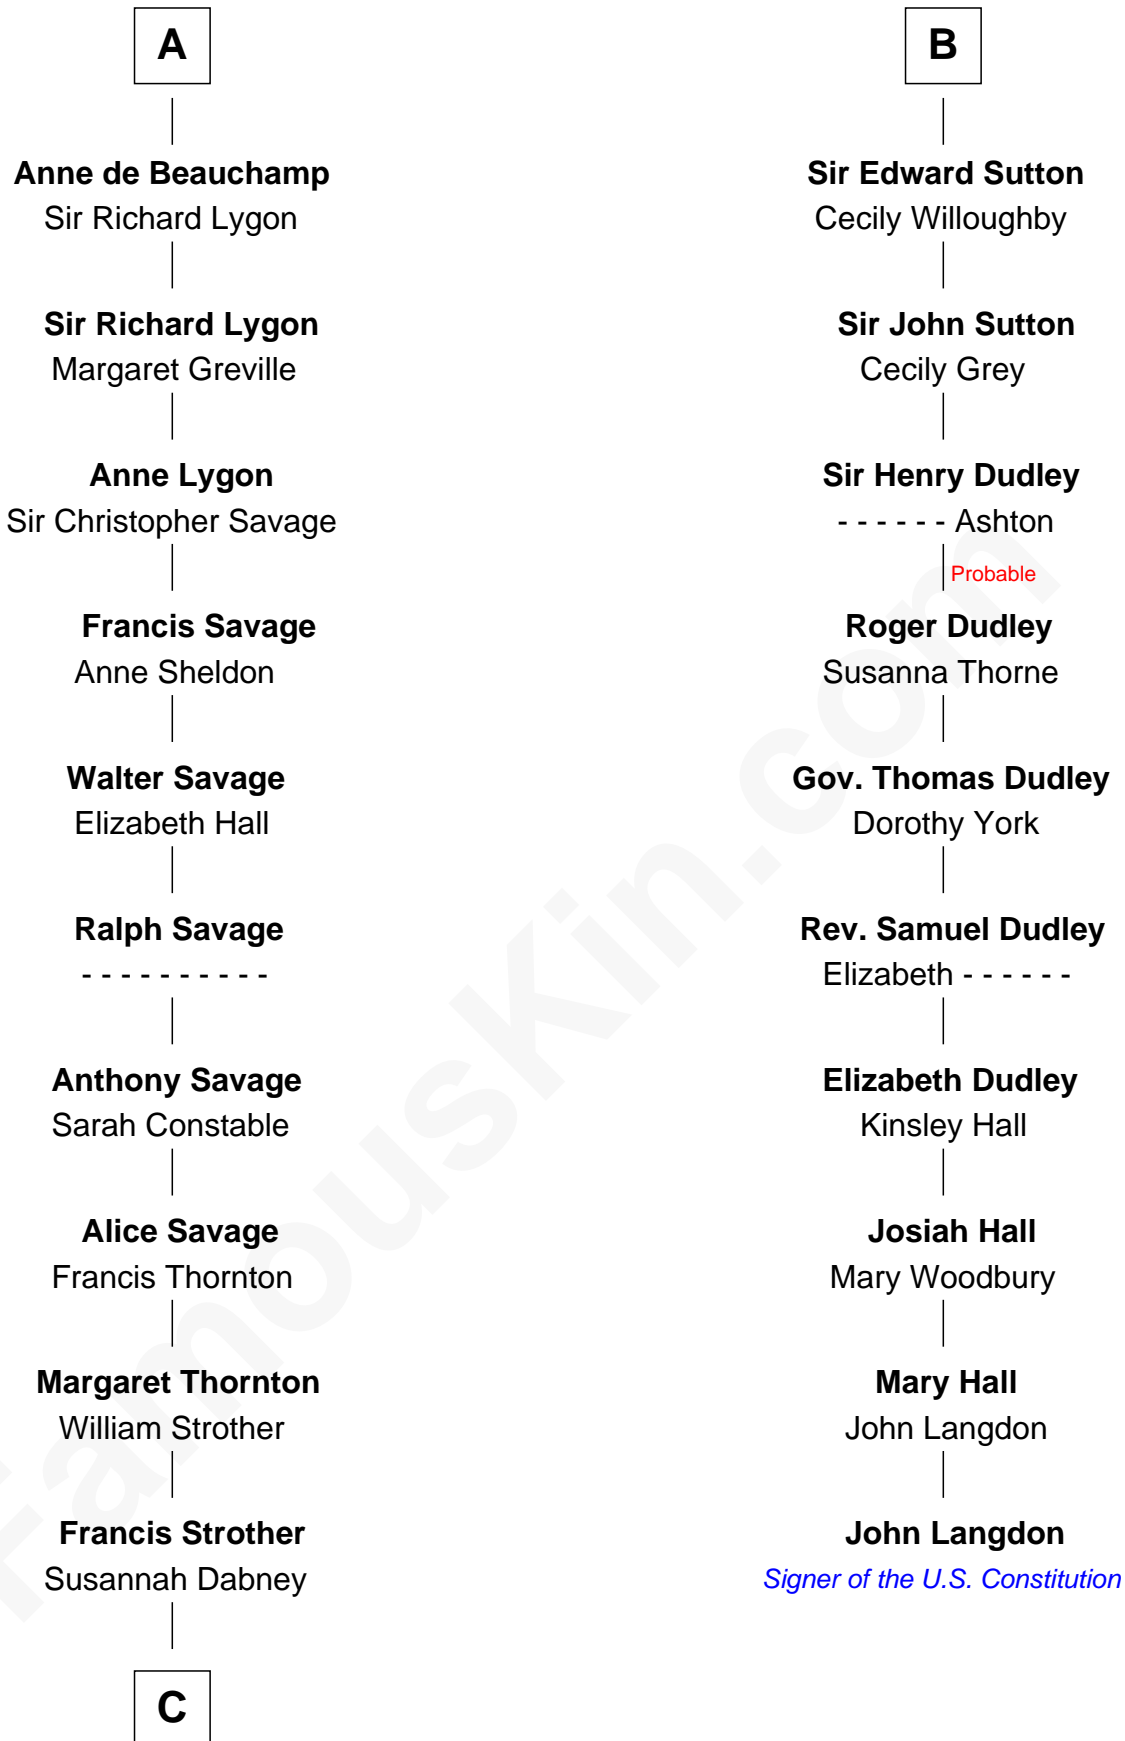 A
Anne de Beauchamp
Sir Richard Lygon
Sir Richard Lygon
Margaret Greville
Anne Lygon
Sir Christopher Savage
Francis Savage
Anne Sheldon
Walter Savage
Elizabeth Hall
Ralph Savage
- - - - - - - - - -
Anthony Savage
Sarah Constable
Alice Savage
Francis Thornton
Margaret Thornton
William Strother
Francis Strother
Susannah Dabney
C
B
Sir Edward Sutton
Cecily Willoughby
Sir John Sutton
Cecily Grey
Sir Henry Dudley
- - - - - - Ashton
Probable
Roger Dudley
Susanna Thorne
Gov. Thomas Dudley
Dorothy York
Rev. Samuel Dudley
Elizabeth - - - - - -
Elizabeth Dudley
Kinsley Hall
Josiah Hall
Mary Woodbury
Mary Hall
John Langdon
John Langdon
Signer of the U.S. Constitution
FamousKin.com